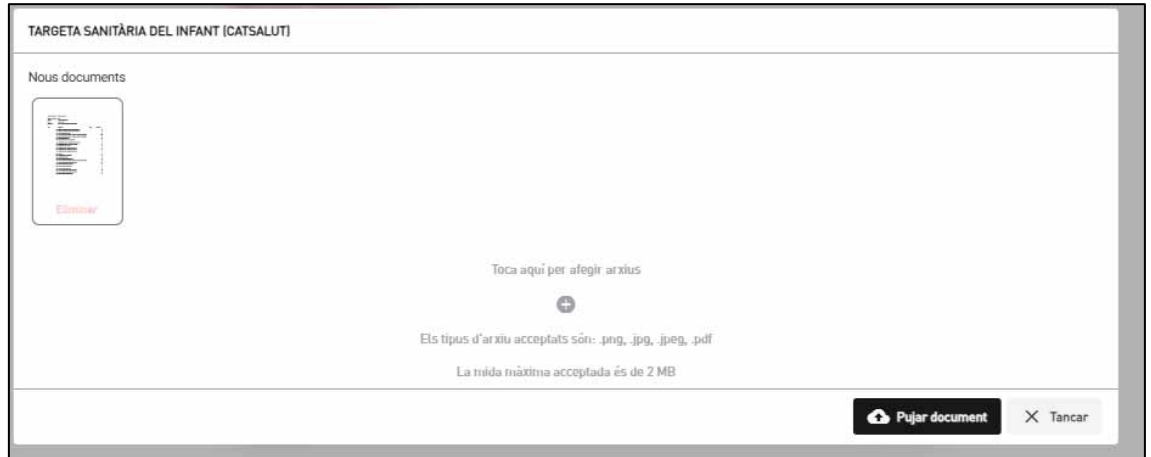 TARGETA SANITÀRIA DEL INFANT (CATSALUT)
Nous documents
Eliminar
Toca aquí per afegir arxius
Els tipus d'arxiu acceptats són: .png, .jpg, .jpeg, .pdf
La mida màxima acceptada és de 2 MB
Pujar document
Tancar